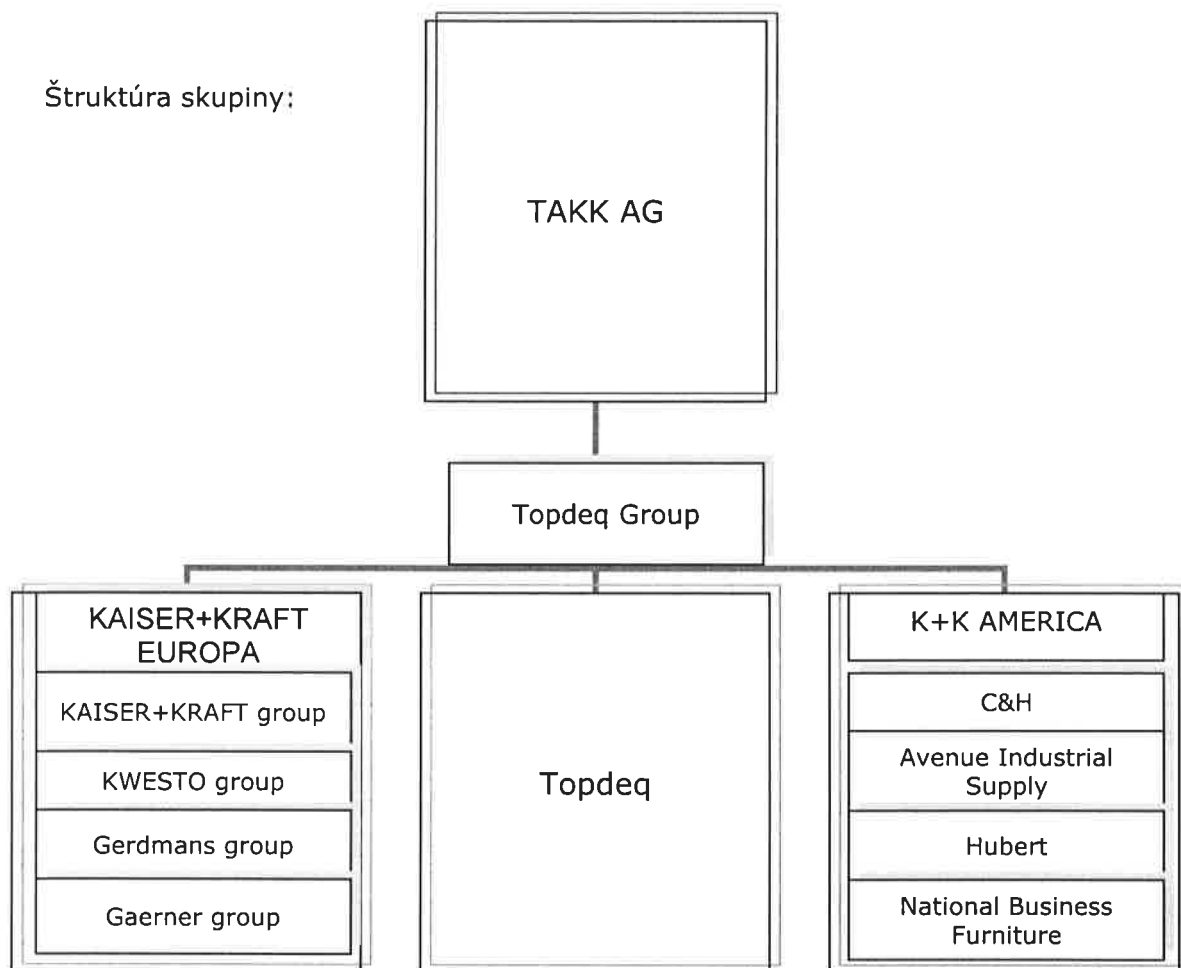 Štruktúra skupiny:
TAKK AG
Topdeq Group
KAISER+KRAFT
EUROPA
KAISER+KRAFT group
KWESTO group
Gerdmans group
Gaerner group
Topdeq
K+K AMERICA
C&H
Avenue Industrial
Supply
Hubert
National Business
Furniture